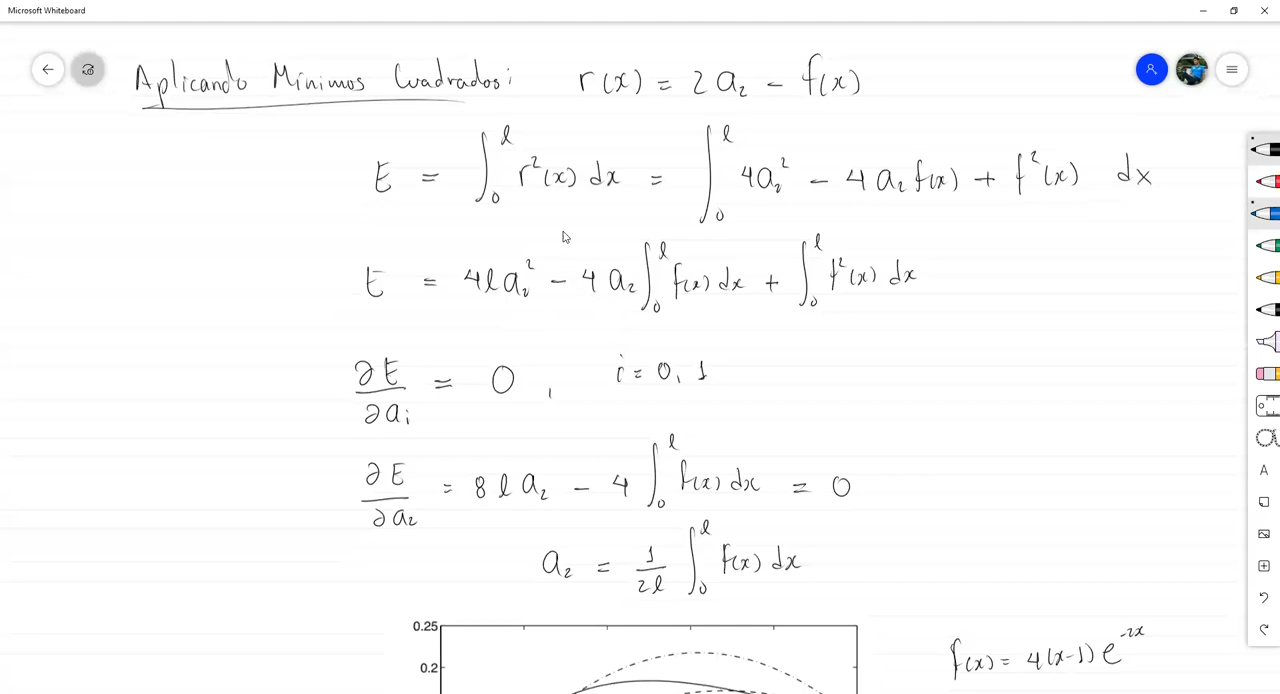 Microsoft Whiteboard
Aplicando Mínimos Cuadrados: r(x) = 2a₂ - f(x)
E = ∫₀ˡ r²(x) dx = ∫₀ˡ 4a₂² - 4a₂f(x) + f²(x) dx
E = 4la₂² - 4a₂∫₀ˡ f(x) dx + ∫₀ˡ f²(x) dx
∂E/∂aᵢ = 0, i = 0, 1
∂E/∂a₂ = 8la₂ - 4∫₀ˡ f(x) dx = 0
a₂ = 1/2l ∫₀ˡ f(x) dx
0.25
f(x) = 4(x-1)e⁻²ˣ
0.2
A